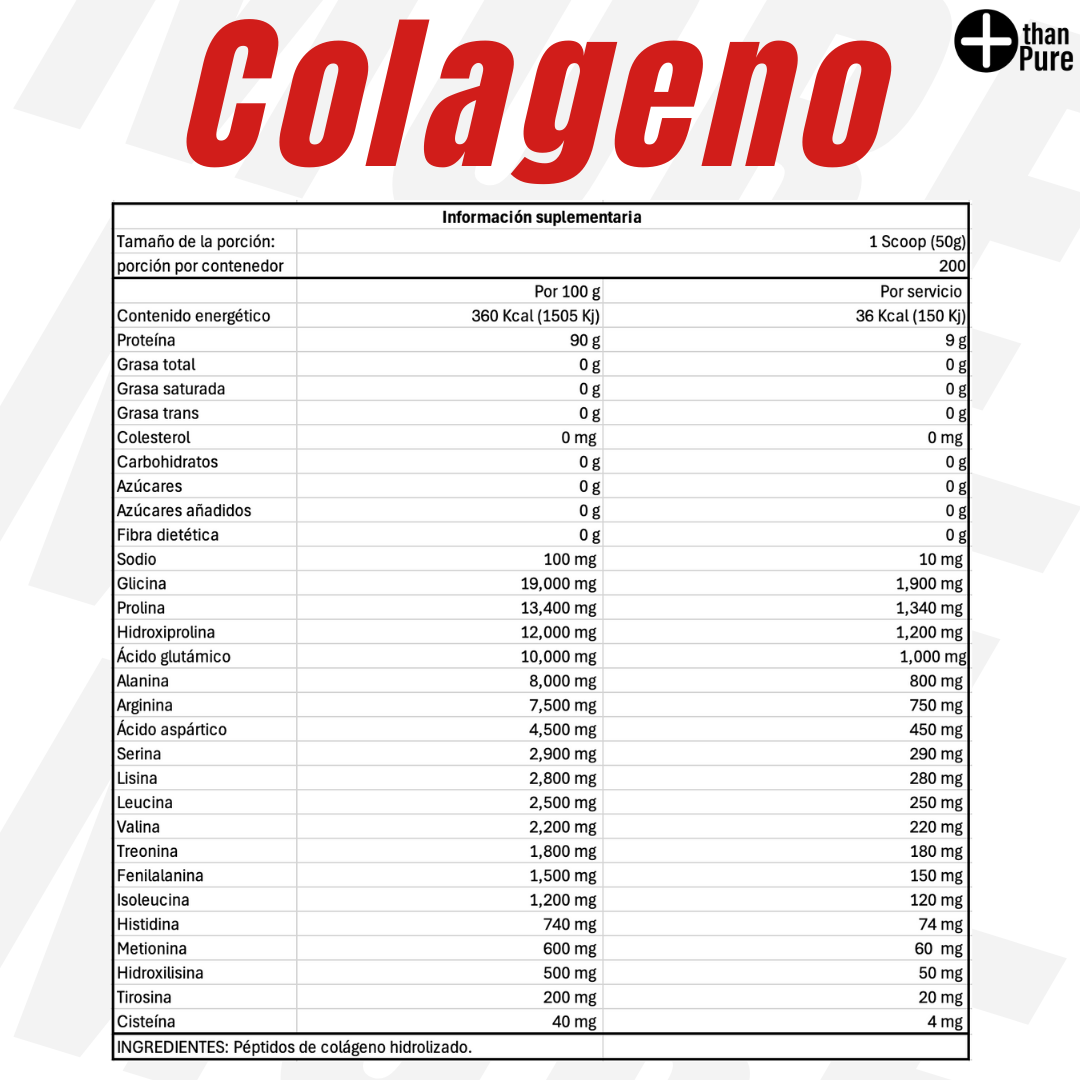 Colageno
than
Pure
Información suplementaria
Tamaño de la porción: 1 Scoop (50g)
porción por contenedor 200
Por 100 g Por servicio
Contenido energético 360 Kcal (1505 Kj) 36 Kcal (150 Kj)
Proteína 90 g 9 g
Grasa total 0 g 0 g
Grasa saturada 0 g 0 g
Grasa trans 0 g 0 g
Colesterol 0 mg 0 mg
Carbohidratos 0 g 0 g
Azúcares 0 g 0 g
Azúcares añadidos 0 g 0 g
Fibra dietética 0 g 0 g
Sodio 100 mg 10 mg
Glicina 19,000 mg 1,900 mg
Prolina 13,400 mg 1,340 mg
Hidroxiprolina 12,000 mg 1,200 mg
Ácido glutámico 10,000 mg 1,000 mg
Alanina 8,000 mg 800 mg
Arginina 7,500 mg 750 mg
Ácido aspártico 4,500 mg 450 mg
Serina 2,900 mg 290 mg
Lisina 2,800 mg 280 mg
Leucina 2,500 mg 250 mg
Valina 2,200 mg 220 mg
Treonina 1,800 mg 180 mg
Fenilalanina 1,500 mg 150 mg
Isoleucina 1,200 mg 120 mg
Histidina 740 mg 74 mg
Metionina 600 mg 60 mg
Hidroxilisina 500 mg 50 mg
Tirosina 200 mg 20 mg
Cisteína 40 mg 4 mg
INGREDIENTES: Péptidos de colágeno hidrolizado.